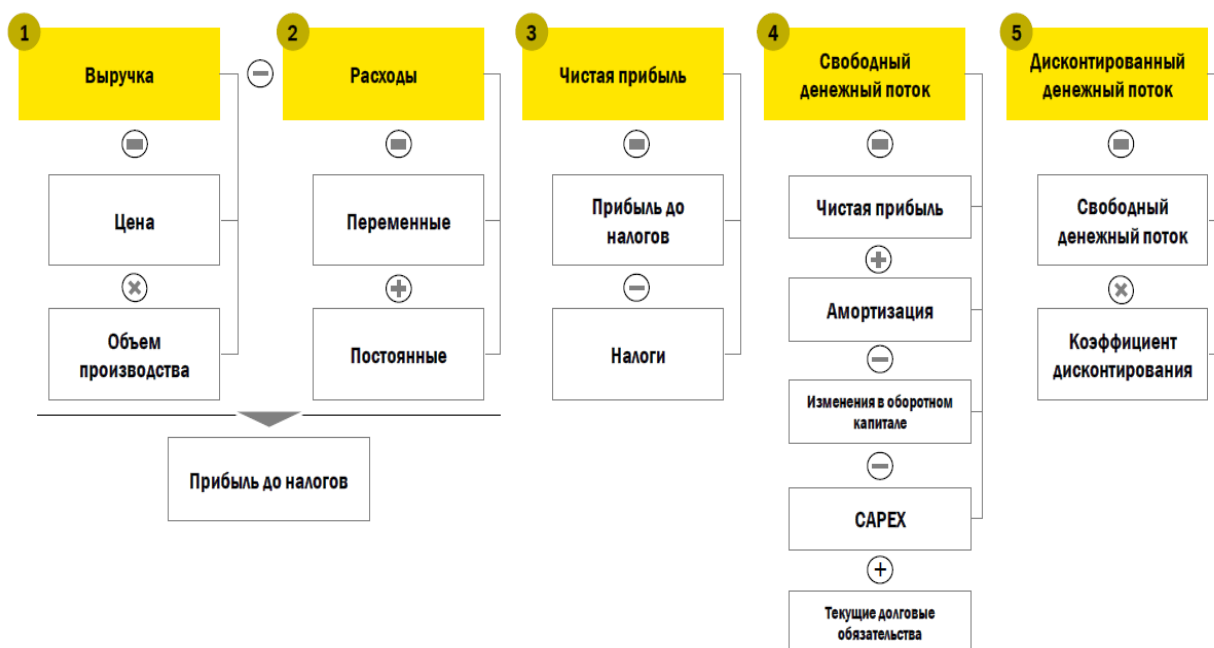 1
Выручка
Цена
Объем
производства
2
Расходы
Переменные
Постоянные
Прибыль до налогов
3
Чистая прибыль
Прибыль до
налогов
Налоги
4
Свободный
денежный поток
Чистая прибыль
Амортизация
Изменения в оборотном
капитале
CAPEX
Текущие долговые
обязательства
5
Дисконтированный
денежный поток
Свободный
денежный поток
Коэффициент
дисконтирования